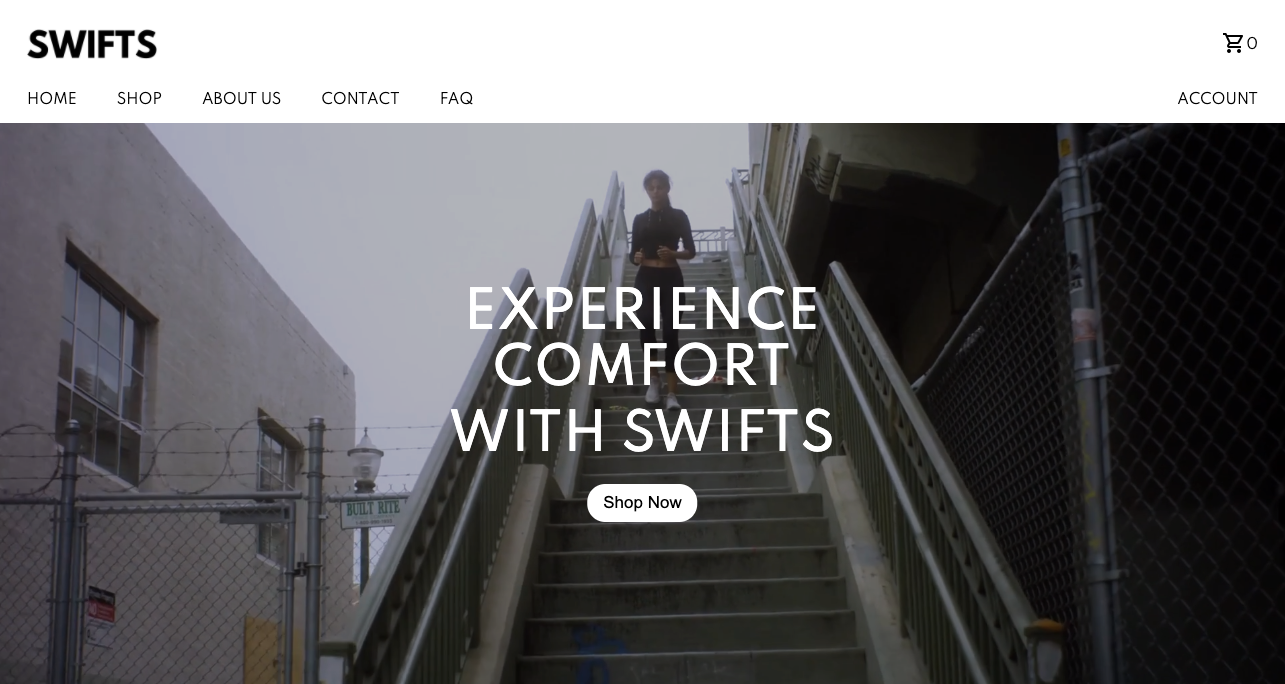 SWIFTS
0
HOME SHOP ABOUT US CONTACT FAQ ACCOUNT
EXPERIENCE
COMFORT
WITH SWIFTS
Shop Now
BUILT RITE